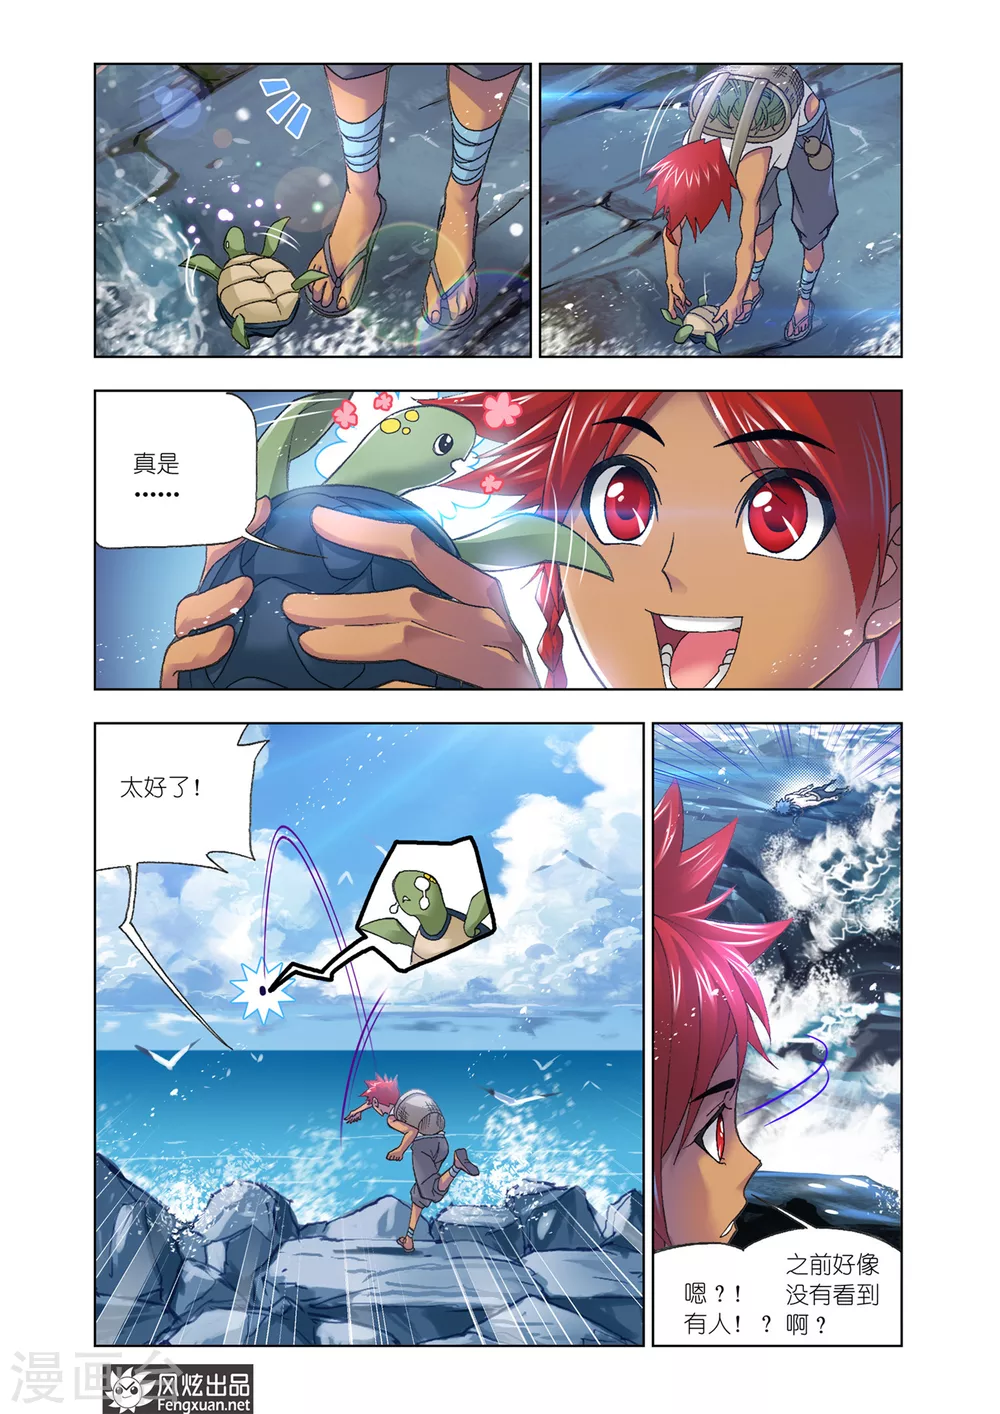 真是
……
太好了！
嗯？！
有人！？
之前好像
没有看到
啊？
漫画台
风炫出品
Fengxuan.net